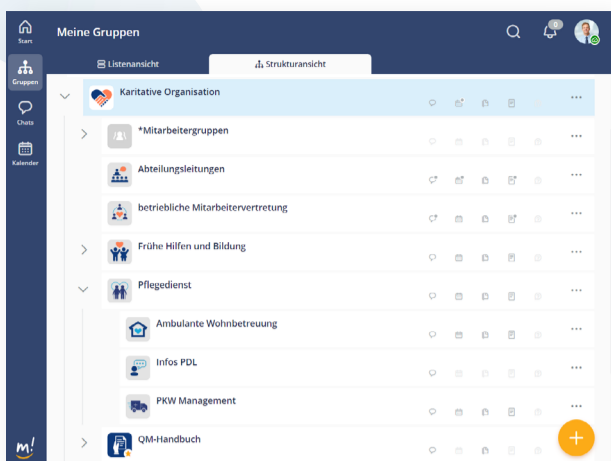 Start
Meine Gruppen
Gruppen
Listenansicht
Strukturansicht
Chats
Kalender
Karitative Organisation
*Mitarbeitergruppen
Abteilungsleitungen
betriebliche Mitarbeitervertretung
Frühe Hilfen und Bildung
Pflegedienst
Ambulante Wohnbetreuung
Infos PDL
PKW Management
QM-Handbuch
m!